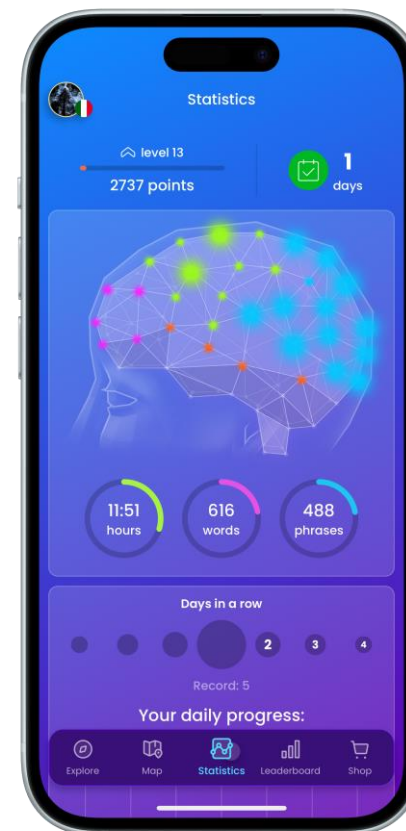 Statistics
level 13
2737 points
1
days
11:51
hours
616
words
488
phrases
Days in a row
2 3 4
Record: 5
Your daily progress:
Explore Map Statistics Leaderboard Shop